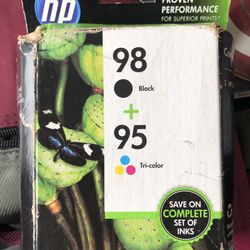 hp
PROVEN
PERFORMANCE
FOR SUPERIOR PRINTS*
98
Black
+
95
Tri-color
SAVE ON
COMPLETE
SET OF
INKS